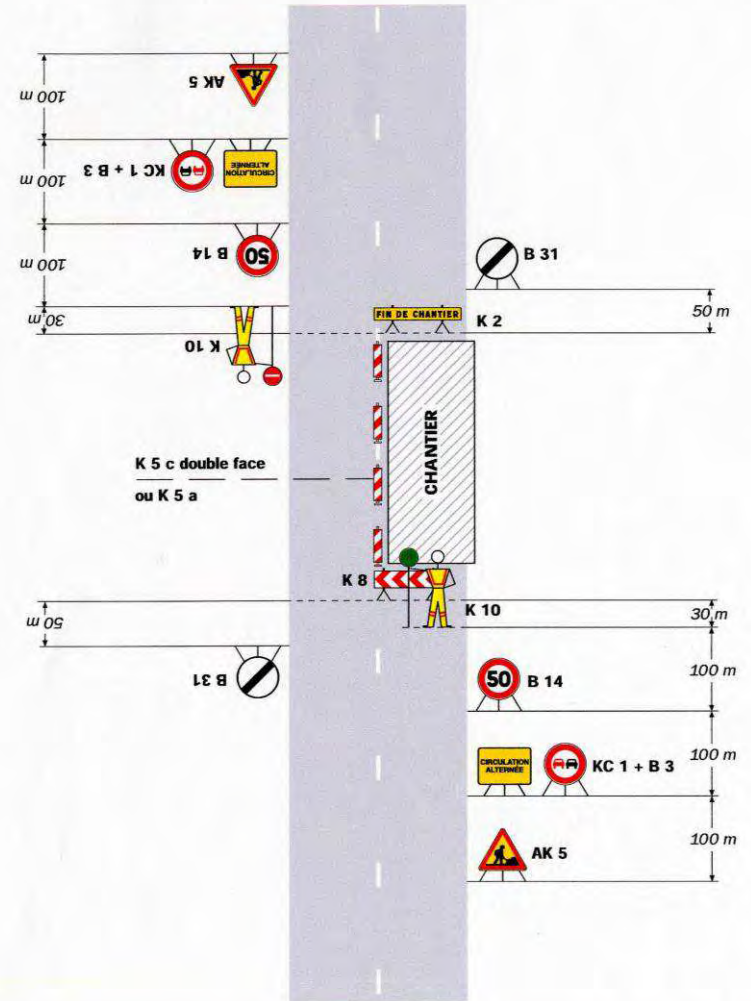 AK 5
100 m
KC 1 + B 3
CIRCULATION
ALTERNÉE
100 m
B 14
50
100 m
B 31
30 m
FIN DE CHANTIER
K 2
50 m
K 10
CHANTIER
K 5 c double face
ou K 5 a
K 8
K 10
50 m
30 m
B 31
100 m
50
B 14
CIRCULATION
ALTERNÉE
KC 1 + B 3
100 m
AK 5
100 m